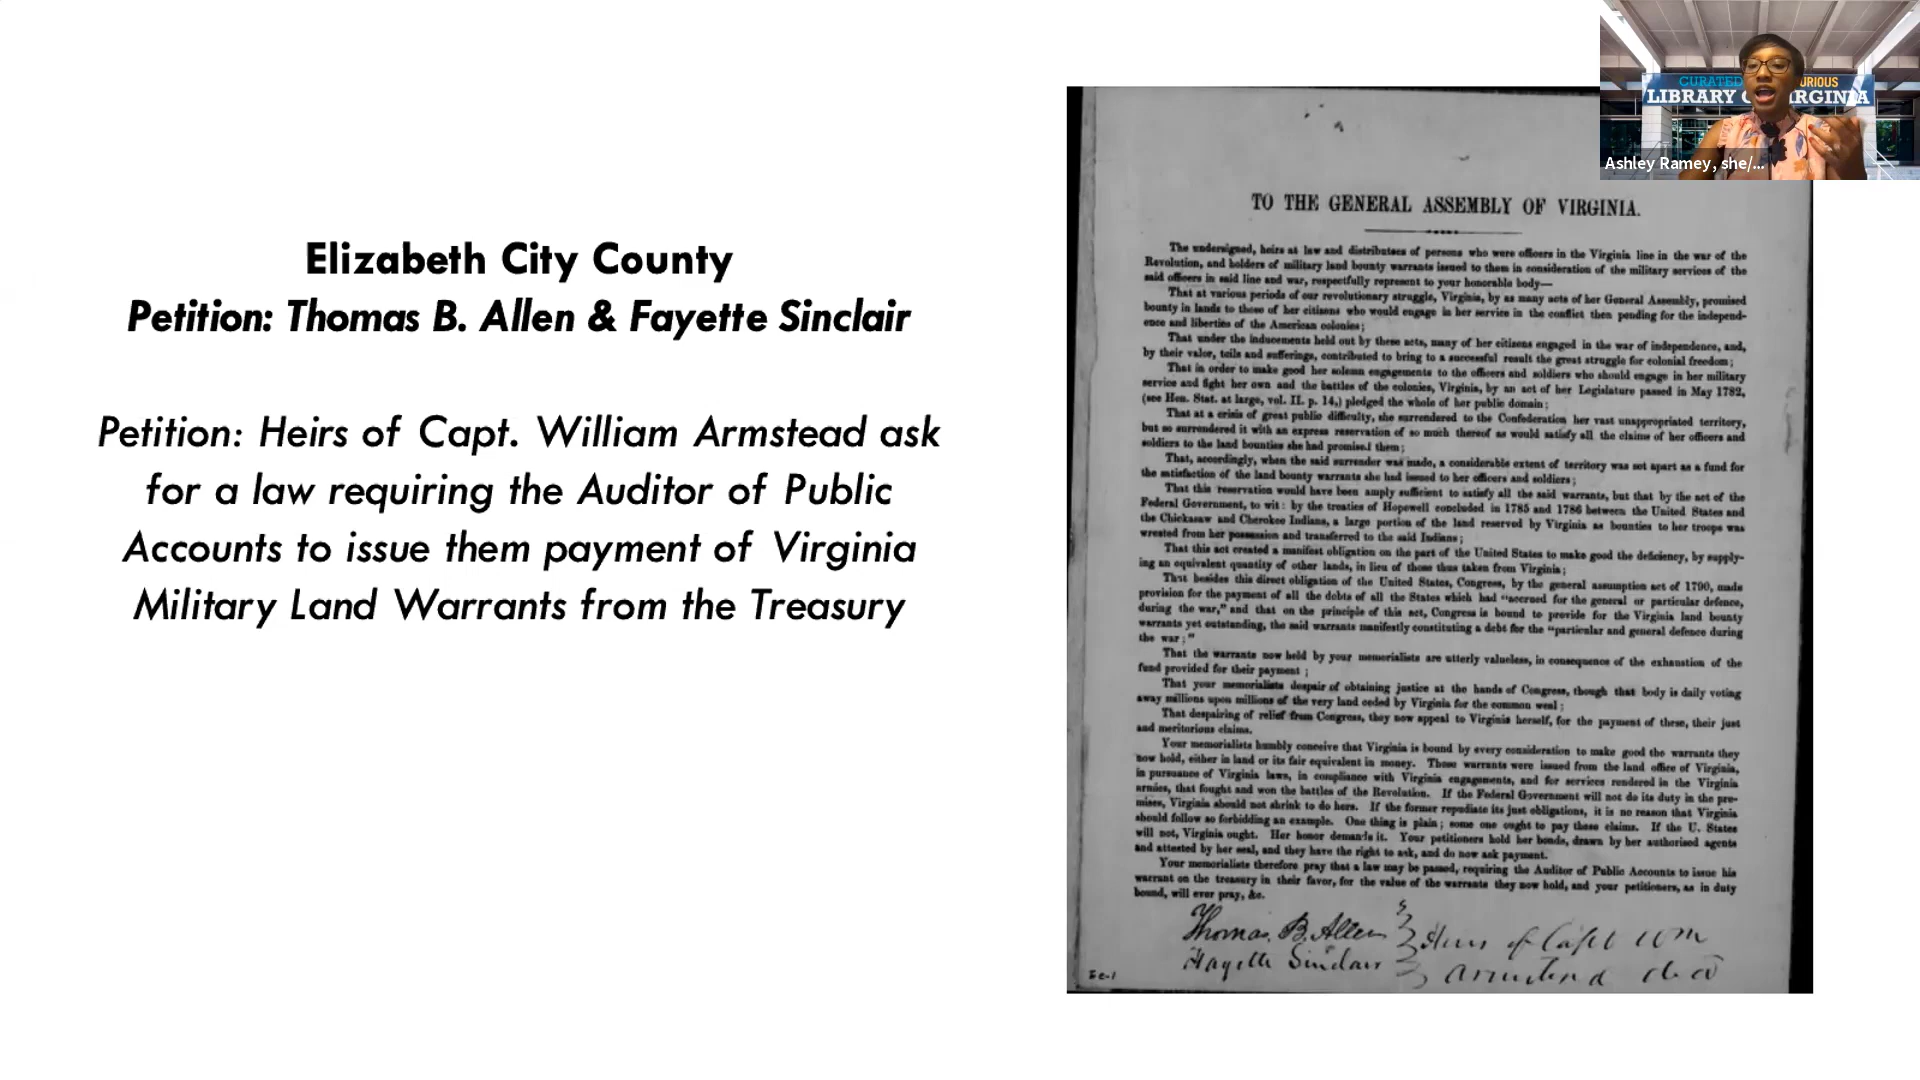 Elizabeth City County
Petition: Thomas B. Allen & Fayette Sinclair
Petition: Heirs of Capt. William Armstead ask
for a law requiring the Auditor of Public
Accounts to issue them payment of Virginia
Military Land Warrants from the Treasury
CURATED RIOUS
LIBRARY RGINIA
Ashley Ramey, she/...
TO THE GENERAL ASSEMBLY OF VIRGINIA.
The undersigned, heirs at law and distributees of persons who were officers in the Virginia line in the war of the
Revolution, and holders of military land bounty warrants issued to them in consideration of the military services of the
said officers in said line and war, respectfully represent to your honorable body—
That at various periods of our revolutionary struggle, Virginia, by as many acts of her General Assembly, promised
bounty in lands to those of her citizens who would engage in her service in the conflict then pending for the independ-
ence and liberties of the American colonies;
That under the inducements held out by these acts, many of her citizens engaged in the war of independence, and,
by their valor, toils and sufferings, contributed to bring to a successful result the great struggle for colonial freedom;
That in order to make good her solemn engagements to the officers and soldiers who should engage in her military
service and fight her own and the battles of the colonies, Virginia, by an act of her Legislature passed in May 1782,
(see Hen. Stat. at large, vol. II. p. 14,) pledged the whole of her public domain;
That at a crisis of great public difficulty, she surrendered to the Confederation her vast unappropriated territory,
but so surrendered it with an express reservation of so much thereof as would satisfy all the claims of her officers and
soldiers to the land bounties she had promised them;
That, accordingly, when the said surrender was made, a considerable extent of territory was set apart as a fund for
the satisfaction of the land bounty warrants she had issued to her officers and soldiers;
That this reservation would have been amply sufficient to satisfy all the said warrants, but that by the act of the
Federal Government, to wit: by the treaties of Hopewell concluded in 1785 and 1786 between the United States and
the Chickasaw and Cherokee Indians, a large portion of the land reserved by Virginia as bounties to her troops was
wrested from her possession and transferred to the said Indians;
That this act created a manifest obligation on the part of the United States to make good the deficiency, by supply-
ing an equivalent quantity of other lands, in lieu of those thus taken from Virginia;
That besides this direct obligation of the United States, Congress, by the general assumption act of 1790, made
provision for the payment of all the debts of all the States which had "accrued for the general or particular defence,
during the war," and that on the principle of this act, Congress is bound to provide for the Virginia land bounty
warrants yet outstanding, the said warrants manifestly constituting a debt for the "particular and general defence during
the war;"
That the warrants now held by your memorialists are utterly valueless, in consequence of the exhaustion of the
fund provided for their payment;
That your memorialists despair of obtaining justice at the hands of Congress, though that body is daily voting
away millions upon millions of the very land ceded by Virginia for the common weal;
That despairing of relief from Congress, they now appeal to Virginia herself, for the payment of these, their just
and meritorious claims.
Your memorialists humbly conceive that Virginia is bound by every consideration to make good the warrants they
now hold, either in land or its fair equivalent in money. Those warrants were issued from the land office of Virginia,
in pursuance of Virginia laws, in compliance with Virginia engagements, and for services rendered in the Virginia
armies, that fought and won the battles of the Revolution. If the Federal Government will not do its duty in the pre-
mises, Virginia should not shrink to do hers. If the former repudiate its just obligations, it is no reason that Virginia
should follow so forbidding an example. One thing is plain; some one ought to pay these claims. If the U. States
will not, Virginia ought. Her honor demands it. Your petitioners hold her bonds, drawn by her authorised agents
and attested by her seal, and they have the right to ask, and do now ask payment.
Your memorialists therefore pray that a law may be passed, requiring the Auditor of Public Accounts to issue his
warrant on the treasury in their favor, for the value of the warrants they now hold, and your petitioners, as in duty
bound, will ever pray, &c.
Thomas B. Allen Heirs of Capt Wm
Fayette Sinclair Armstead decd